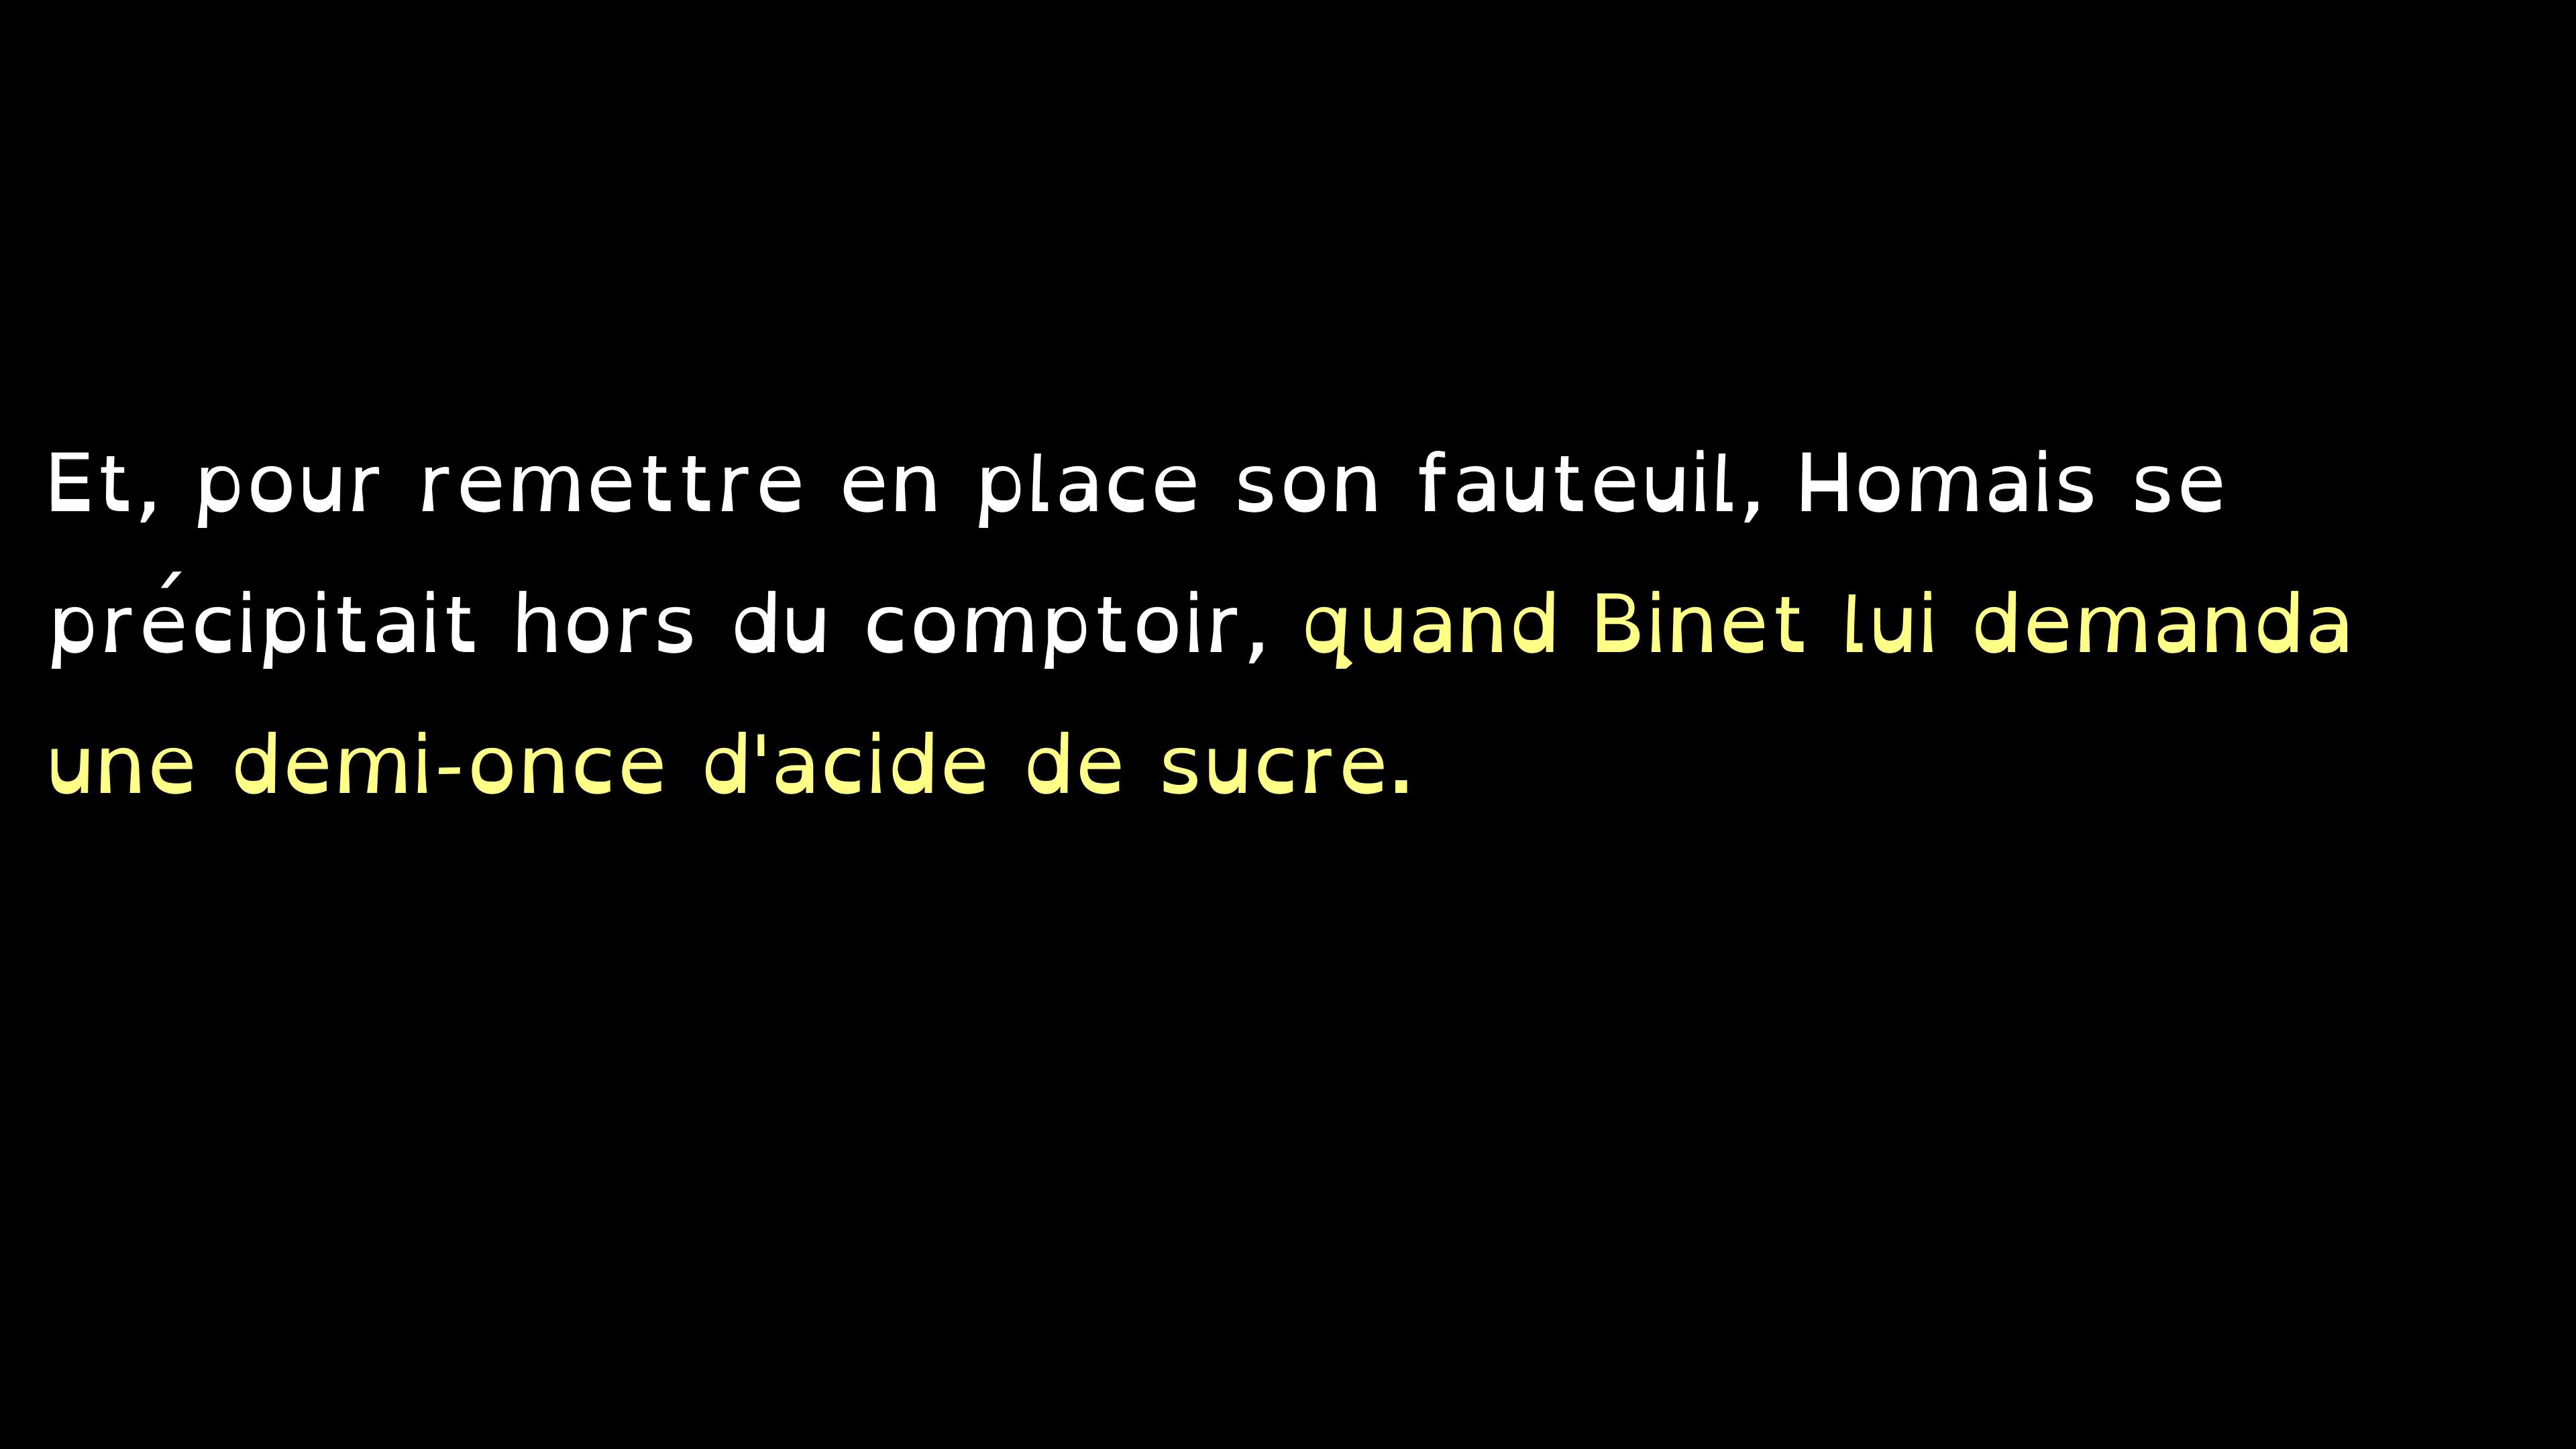 Et, pour remettre en place son fauteuil, Homais se
précipitait hors du comptoir, quand Binet lui demanda
une demi-once d'acide de sucre.